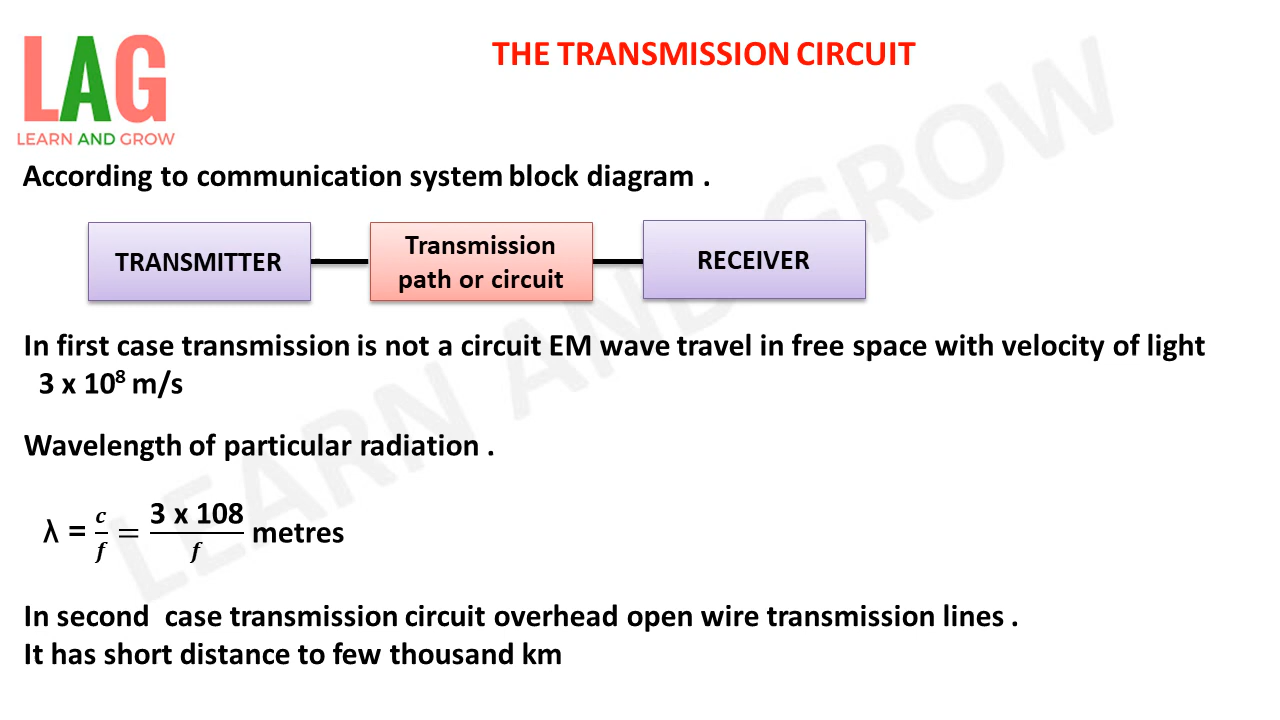 LAG
LEARN AND GROW
THE TRANSMISSION CIRCUIT
According to communication system block diagram .
TRANSMITTER
Transmission
path or circuit
RECEIVER
In first case transmission is not a circuit EM wave travel in free space with velocity of light
3 x 10⁸ m/s
Wavelength of particular radiation .
λ = c/f = 3 x 108/f metres
In second case transmission circuit overhead open wire transmission lines .
It has short distance to few thousand km
LEARN AND GROW